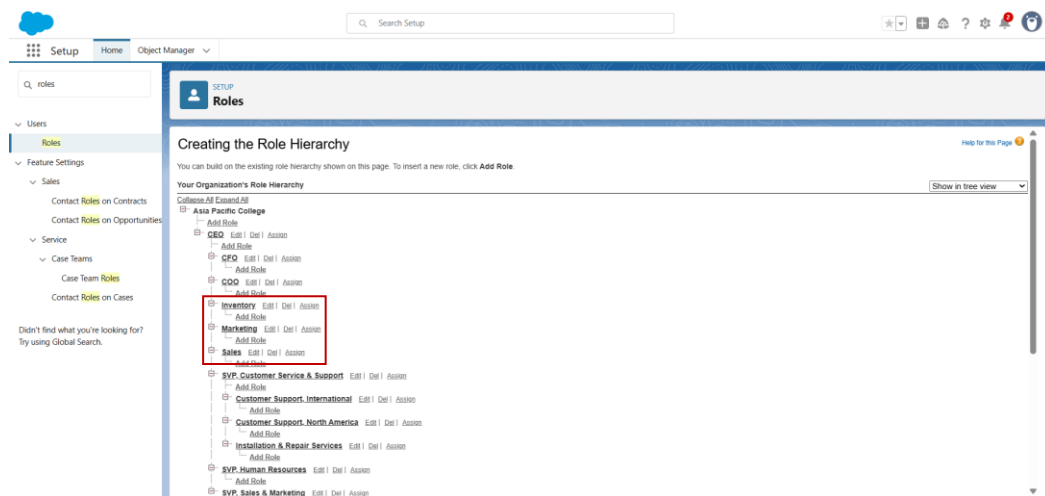 Search Setup
2
Setup Home Object Manager
roles
SETUP
Roles
Users
Roles
Feature Settings
Sales
Contact Roles on Contracts
Contact Roles on Opportunities
Service
Case Teams
Case Team Roles
Contact Roles on Cases
Didn't find what you're looking for?
Try using Global Search.
Creating the Role Hierarchy
Help for this Page ?
You can build on the existing role hierarchy shown on this page. To insert a new role, click Add Role.
Your Organization's Role Hierarchy
Show in tree view
Collapse All Expand All
Asia Pacific College
Add Role
CEO Edit | Del | Assign
Add Role
CFO Edit | Del | Assign
Add Role
COO Edit | Del | Assign
Add Role
Inventory Edit | Del | Assign
Add Role
Marketing Edit | Del | Assign
Add Role
Sales Edit | Del | Assign
Add Role
SVP, Customer Service & Support Edit | Del | Assign
Add Role
Customer Support, International Edit | Del | Assign
Add Role
Customer Support, North America Edit | Del | Assign
Add Role
Installation & Repair Services Edit | Del | Assign
Add Role
SVP, Human Resources Edit | Del | Assign
Add Role
SVP, Sales & Marketing Edit | Del | Assign